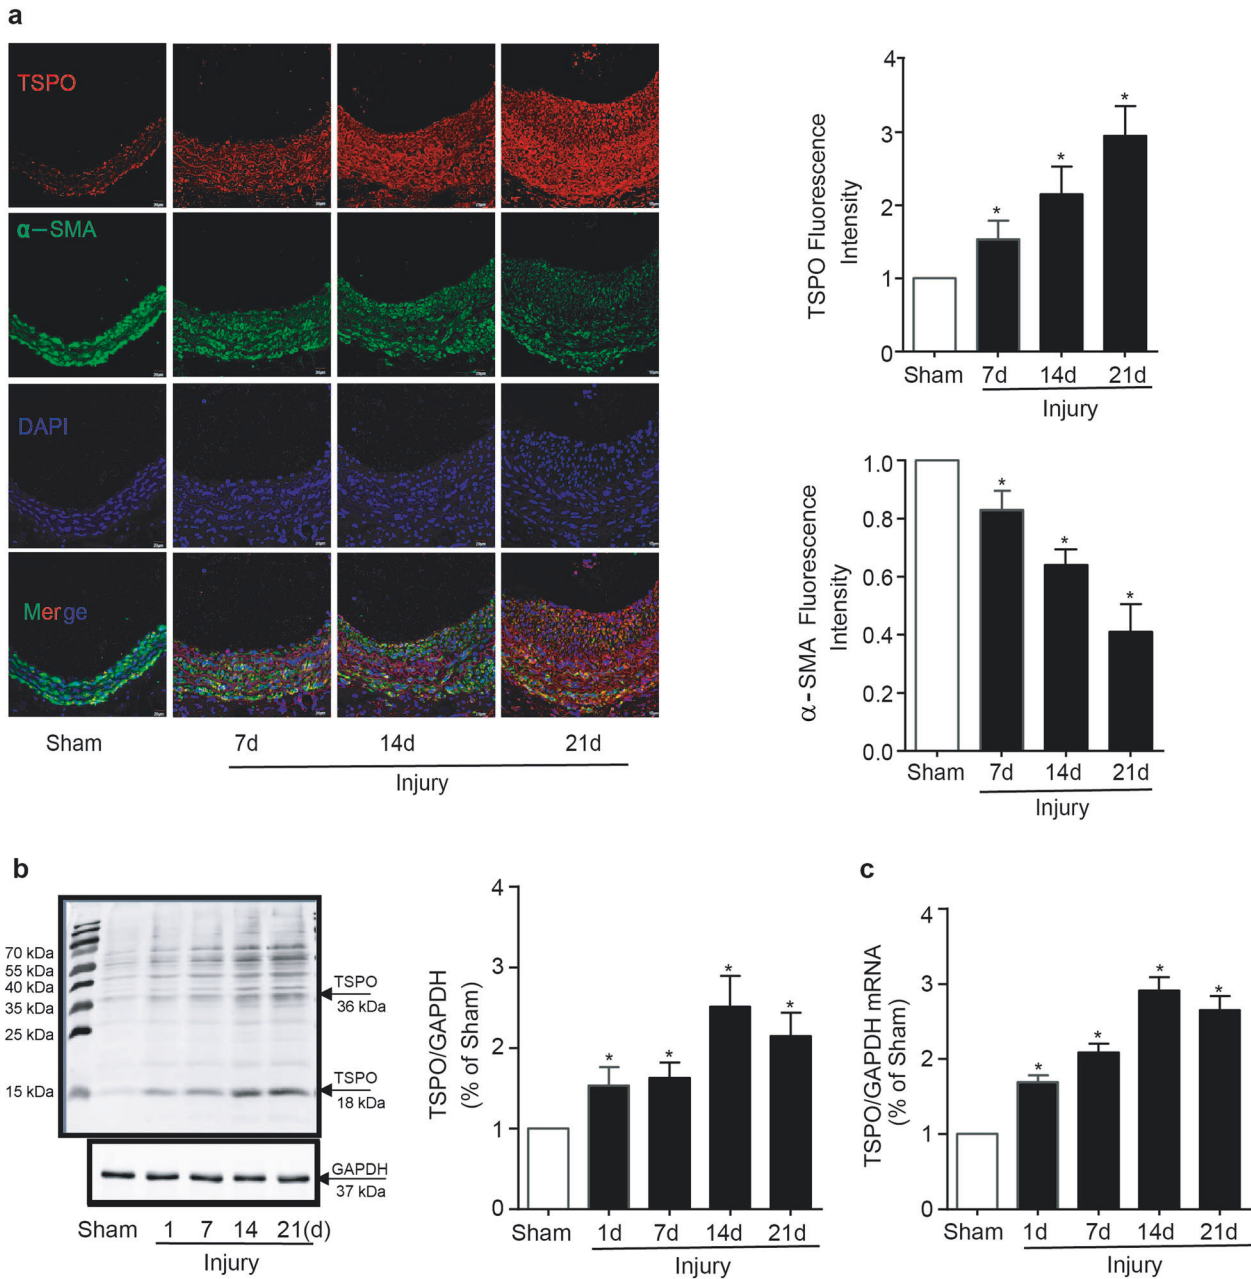 a
TSPO
α-SMA
DAPI
Merge
Sham 7d 14d 21d
Injury
TSPO Fluorescence
Intensity
4
3
2
1
0
Sham 7d 14d 21d
Injury
* * *
α-SMA Fluorescence
Intensity
1.0
0.8
0.6
0.4
0.2
0.0
Sham 7d 14d 21d
Injury
* * *
b
70 kDa
55 kDa
40 kDa
35 kDa
25 kDa
15 kDa
TSPO
36 kDa
TSPO
18 kDa
GAPDH
37 kDa
Sham 1 7 14 21(d)
Injury
TSPO/GAPDH
(% of Sham)
4
3
2
1
0
* * * *
Sham 1d 7d 14d 21d
Injury
c
TSPO/GAPDH mRNA
(% of Sham)
4
3
2
1
0
* * * *
Sham 1d 7d 14d 21d
Injury